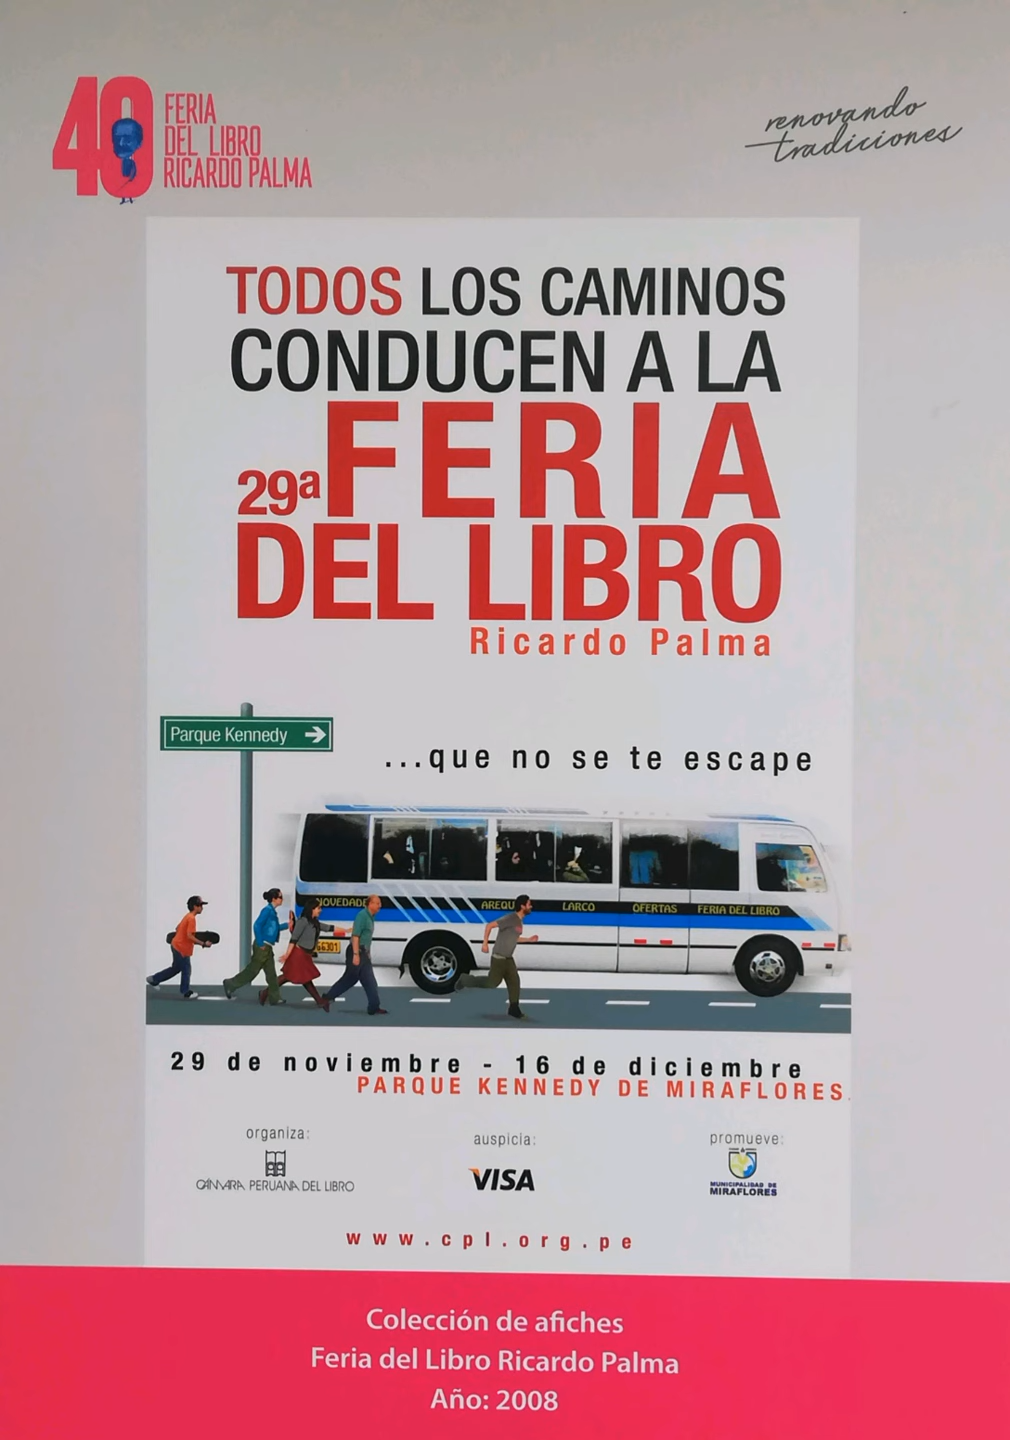 40 FERIA
DEL LIBRO
RICARDO PALMA
renovando
tradiciones
TODOS LOS CAMINOS
CONDUCEN A LA
29ª FERIA
DEL LIBRO
Ricardo Palma
Parque Kennedy
...que no se te escape
NOVEDADE AREQU LARCO OFERTAS FERIA DEL LIBRO
29 de noviembre - 16 de diciembre
PARQUE KENNEDY DE MIRAFLORES.
organiza: auspicia: promueve:
CÁMARA PERUANA DEL LIBRO
VISA
MUNICIPALIDAD DE
MIRAFLORES
www.cpl.org.pe
Colección de afiches
Feria del Libro Ricardo Palma
Año: 2008